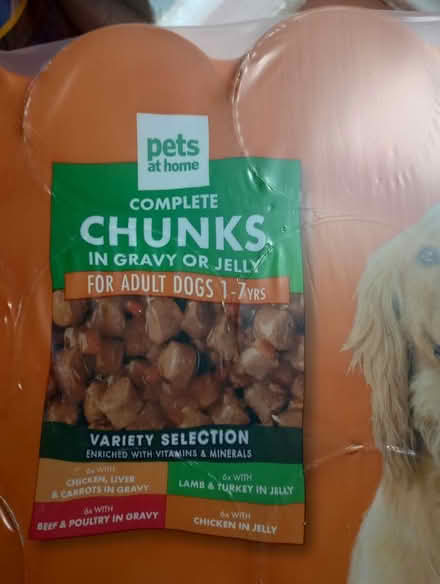 pets
at home
COMPLETE
CHUNKS
IN GRAVY OR JELLY
FOR ADULT DOGS 1-7YRS
VARIETY SELECTION
ENRICHED WITH VITAMINS & MINERALS
6x WITH
CHICKEN, LIVER
& CARROTS IN GRAVY
6x WITH
LAMB & TURKEY IN JELLY
6x WITH
BEEF & POULTRY IN GRAVY
6x WITH
CHICKEN IN JELLY